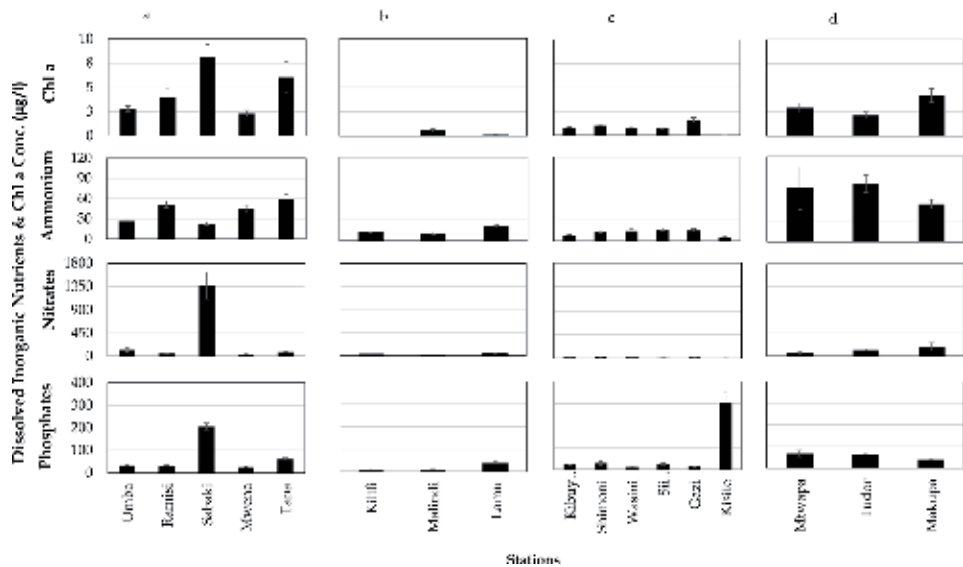 a b c d
Dissolved Inorganic Nutrients & Chl a Conc. (µg/l)
Chl a
10
8
5
3
0
Ammonium
120
90
60
30
0
Nitrates
1800
1350
900
450
0
Phosphates
400
300
200
100
0
Umba
Ramisi
Sabaki
Mwena
Tana
Kilifi
Malindi
Lamu
Kibuy...
Shimoni
Wasini
Sii...
Gazi
Kisite
Mtwapa
Tudor
Makupa
Stations